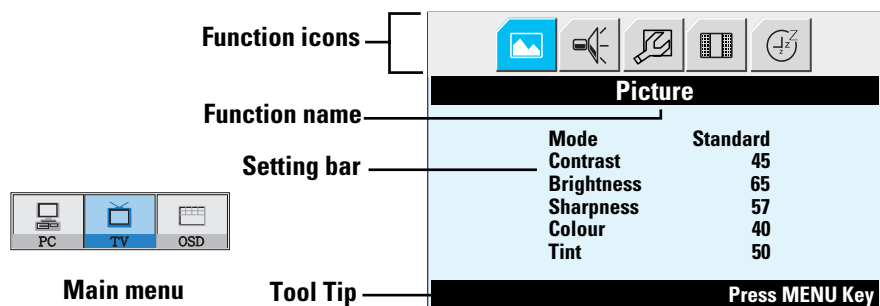 Function icons
Picture
Function name
Mode Standard
Contrast 45
Setting bar
Brightness 65
Sharpness 57
Colour 40
Tint 50
PC TV OSD
Main menu
Tool Tip
Press MENU Key